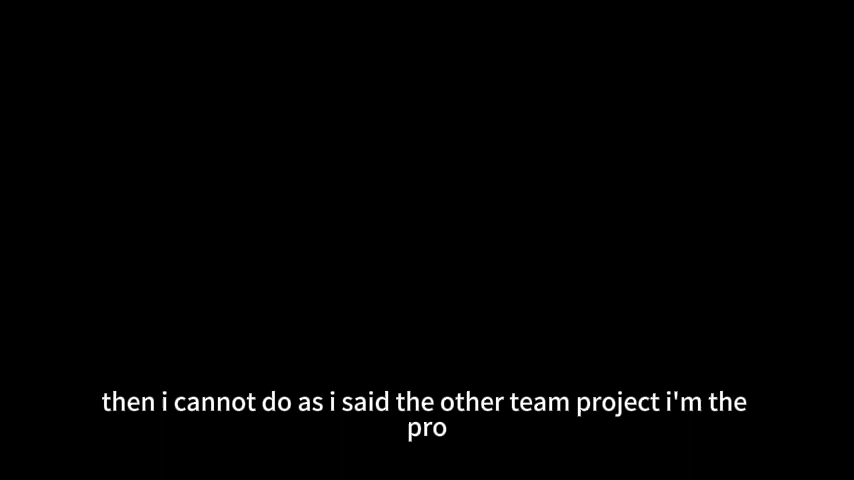 then i cannot do as i said the other team project i'm the
pro